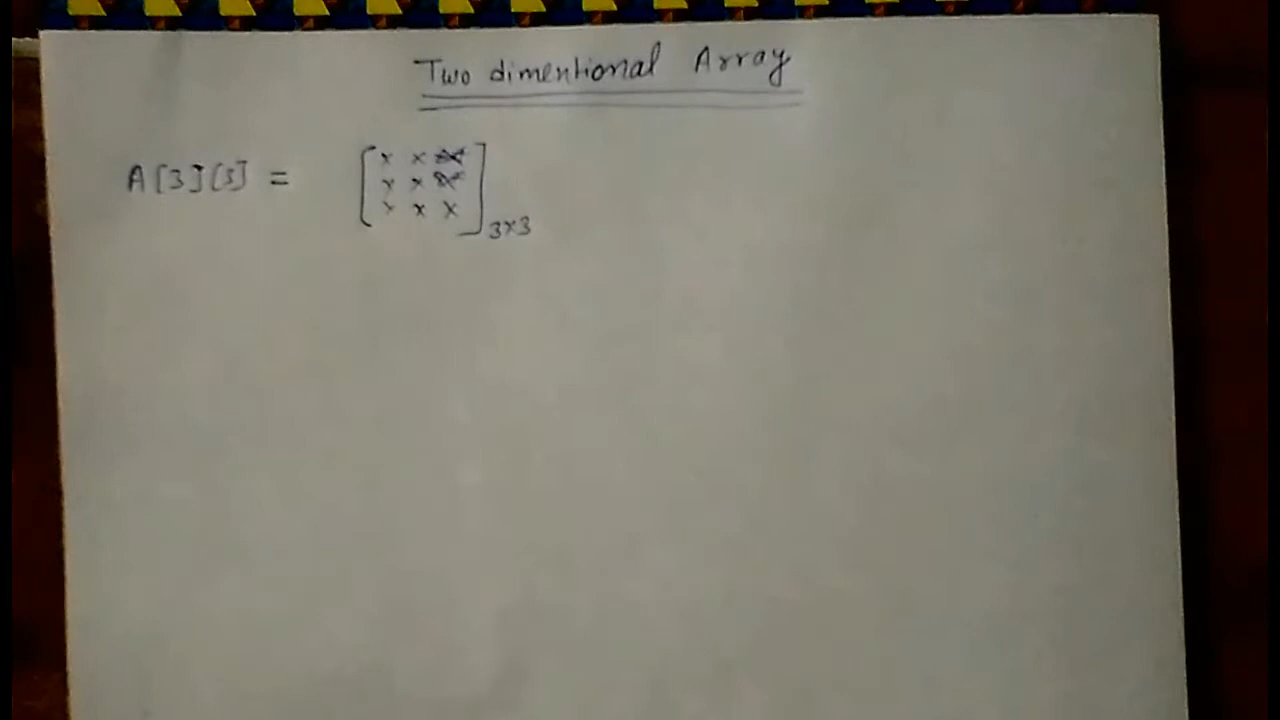 Two dimentional Array
A[3][3] = [x x x
x x x
x x x] 3x3